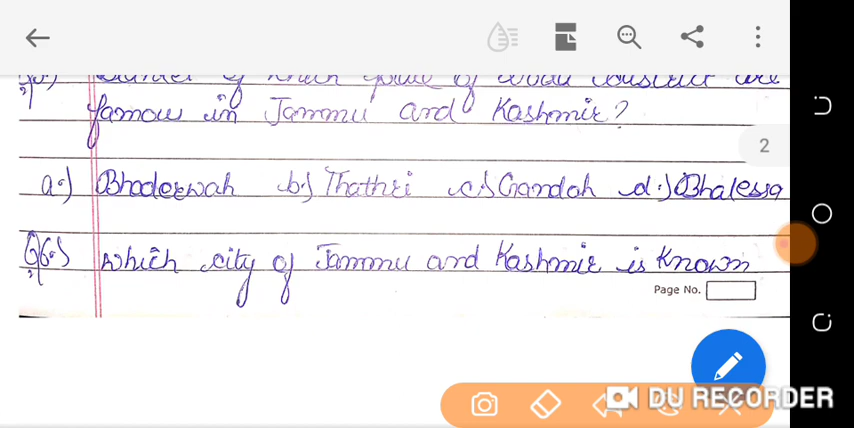 2
famous in Jammu and Kashmir?
a.) Bhaderwah b.) Thathri c.) Gandoh d.) Bhalessa
Q6.) Which city of Jammu and Kashmir is known
Page No.
DU RECORDER